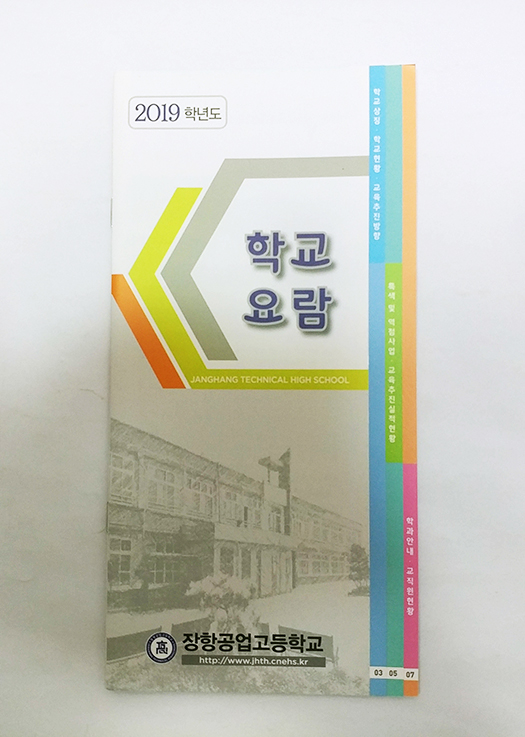 2019 학년도
학교
요람
JANGHANG TECHNICAL HIGH SCHOOL
학교상징 · 학교현황 · 교육추진방향
특색 및 역점사업 · 교육추진실적현황
학과안내 · 교직원현황
高
장항공업고등학교
http://www.jhth.cnehs.kr
03 05 07